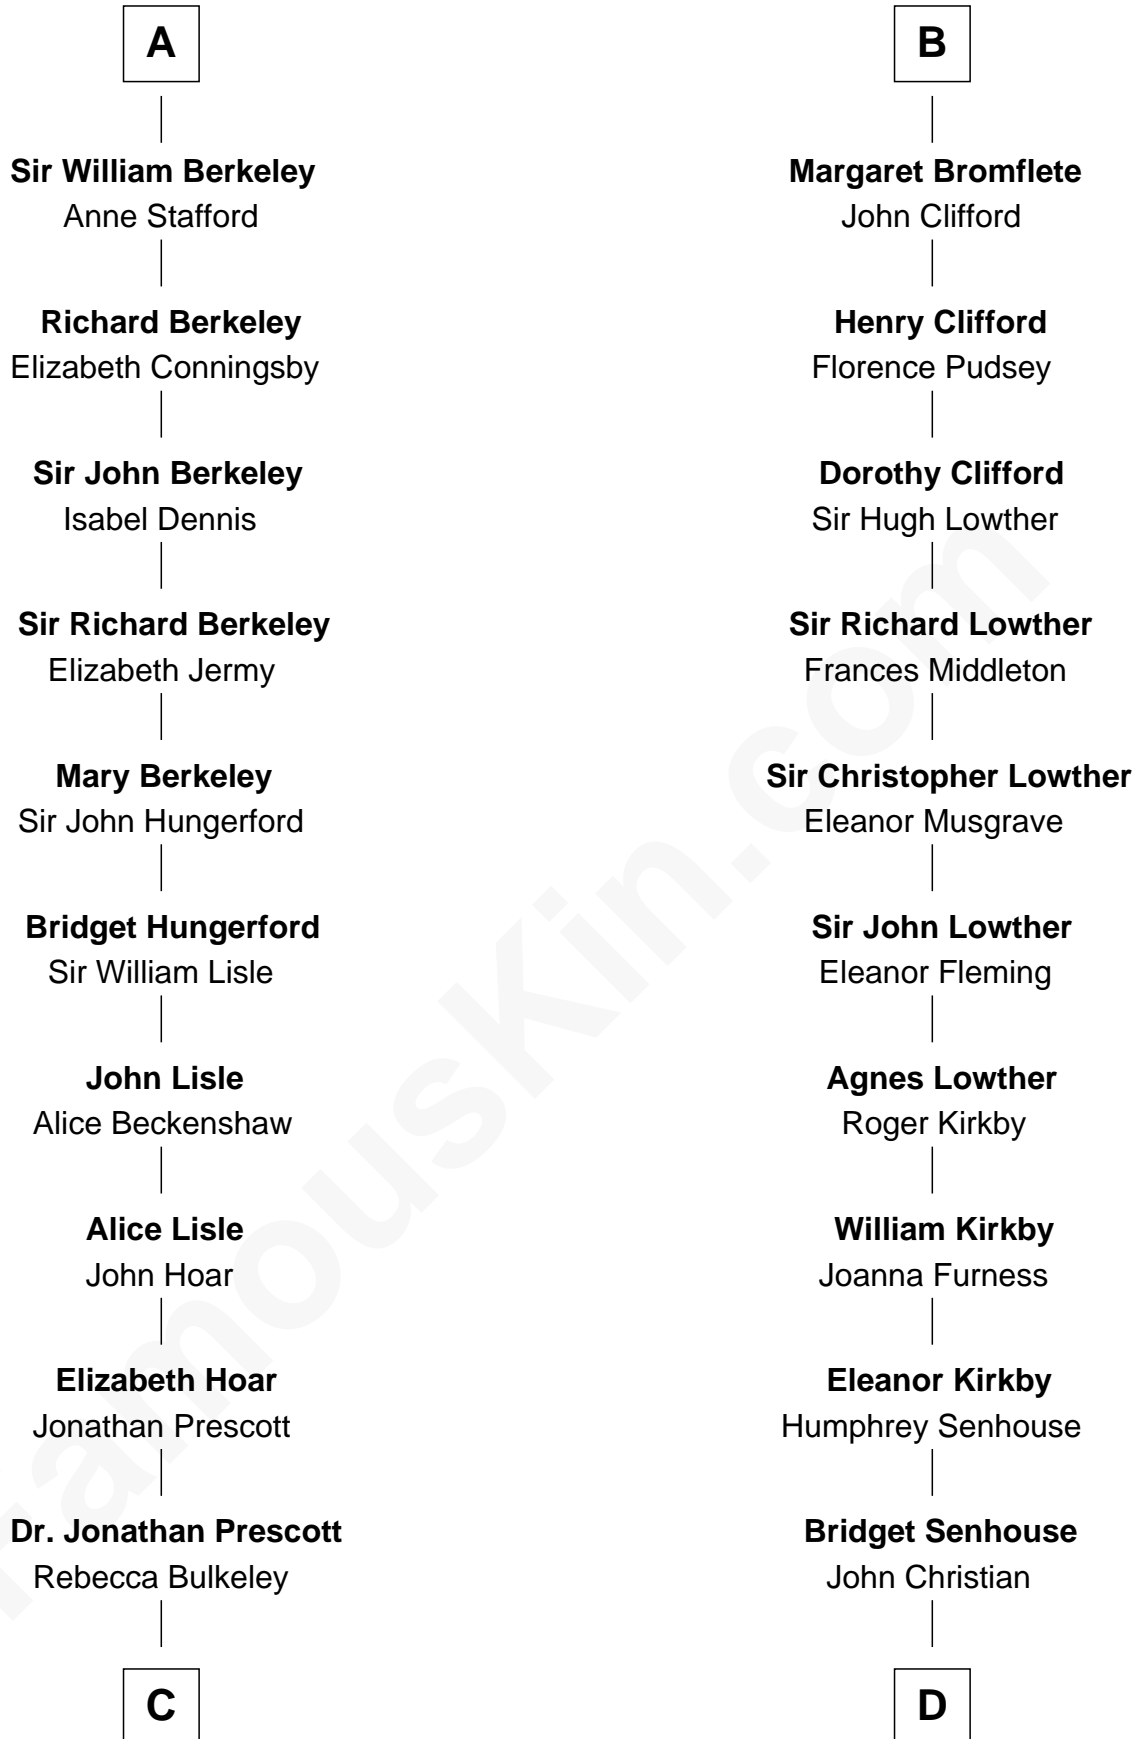 A
Sir William Berkeley
Anne Stafford
Richard Berkeley
Elizabeth Conningsby
Sir John Berkeley
Isabel Dennis
Sir Richard Berkeley
Elizabeth Jermy
Mary Berkeley
Sir John Hungerford
Bridget Hungerford
Sir William Lisle
John Lisle
Alice Beckenshaw
Alice Lisle
John Hoar
Elizabeth Hoar
Jonathan Prescott
Dr. Jonathan Prescott
Rebecca Bulkeley
C
B
Margaret Bromflete
John Clifford
Henry Clifford
Florence Pudsey
Dorothy Clifford
Sir Hugh Lowther
Sir Richard Lowther
Frances Middleton
Sir Christopher Lowther
Eleanor Musgrave
Sir John Lowther
Eleanor Fleming
Agnes Lowther
Roger Kirkby
William Kirkby
Joanna Furness
Eleanor Kirkby
Humphrey Senhouse
Bridget Senhouse
John Christian
D
FamousKin.com